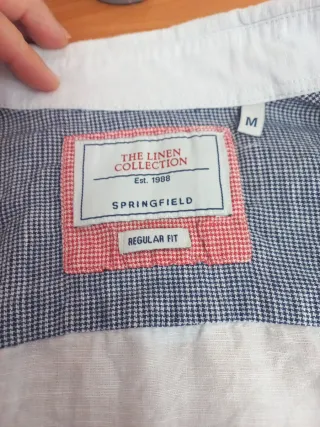 M
THE LINEN
COLLECTION
Est. 1988
SPRINGFIELD
REGULAR FIT